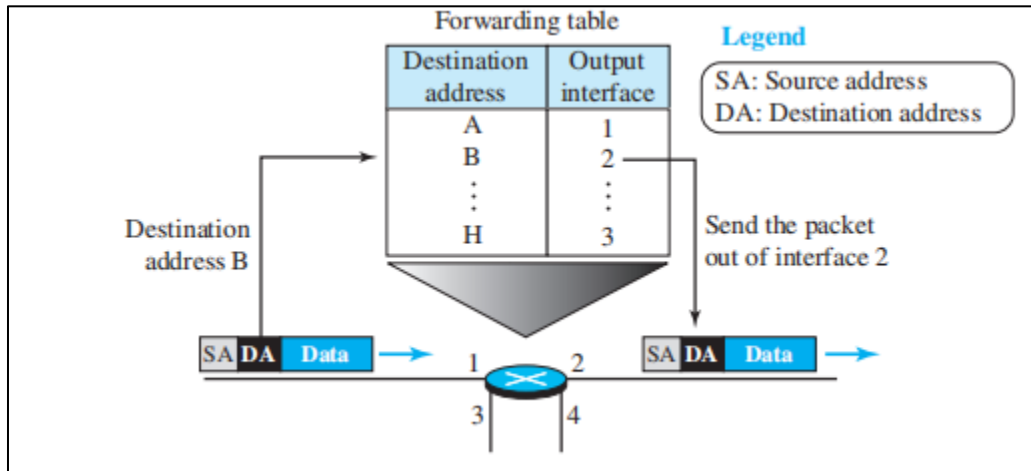 Forwarding table
Legend
SA: Source address
DA: Destination address
Destination address
Output interface
A 1
B 2
H 3
Destination
address B
Send the packet
out of interface 2
SA DA Data
SA DA Data
1 2
3 4